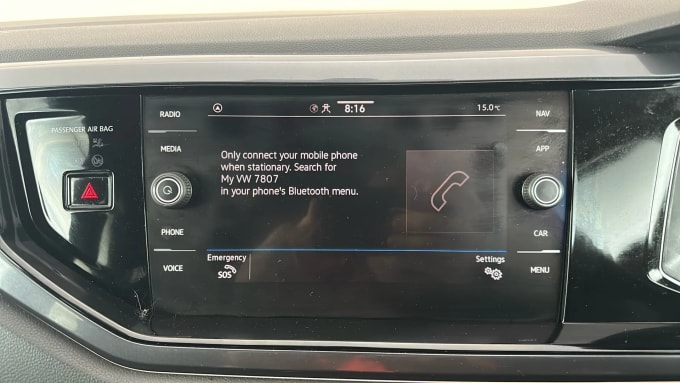 8:16
15.0°C
RADIO
NAV
PASSENGER AIR BAG
MEDIA
APP
Only connect your mobile phone
when stationary. Search for
My VW 7807
in your phone's Bluetooth menu.
PHONE
CAR
Emergency
SOS
Settings
VOICE
MENU